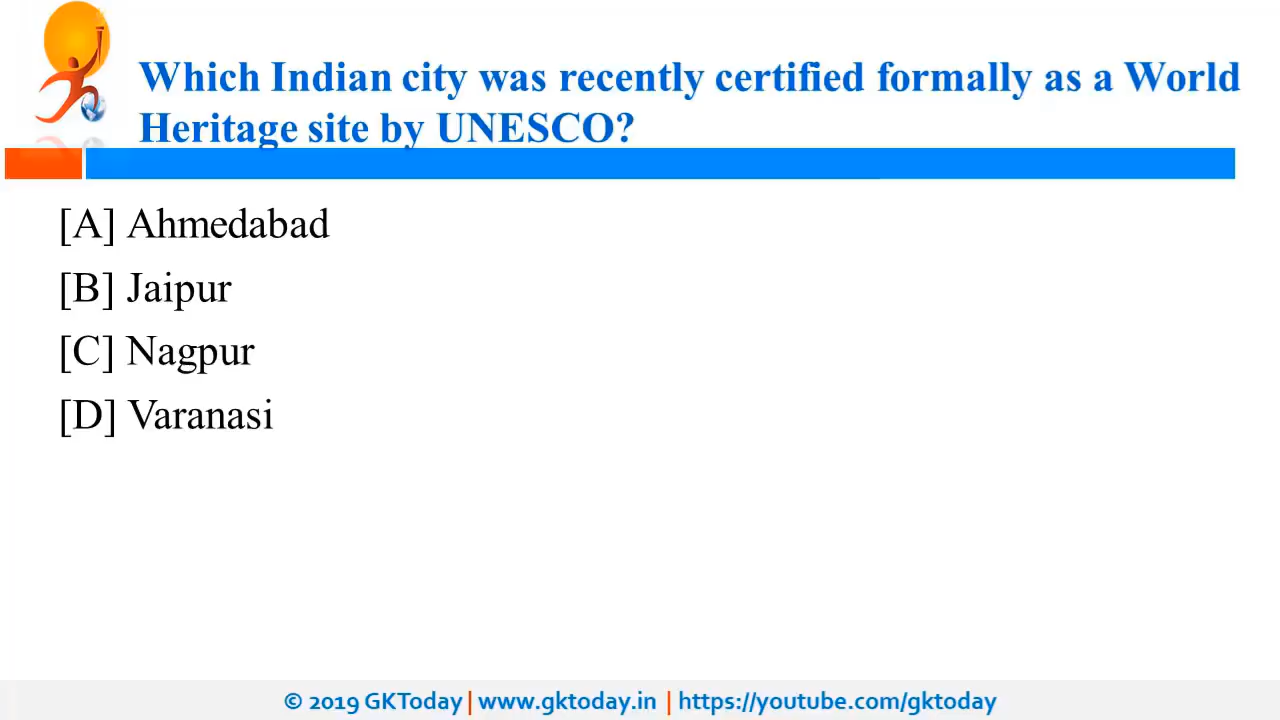 Which Indian city was recently certified formally as a World
Heritage site by UNESCO?
[A] Ahmedabad
[B] Jaipur
[C] Nagpur
[D] Varanasi
© 2019 GKToday | www.gktoday.in | https://youtube.com/gktoday